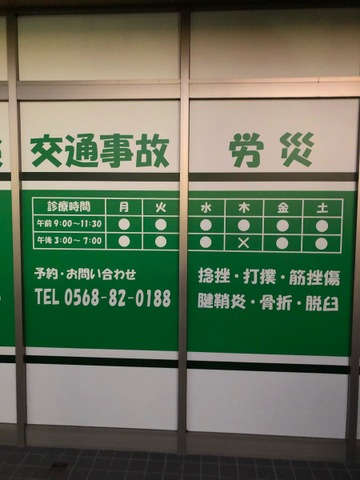 交通事故 労災
診療時間 月 火 水 木 金 土
午前 9:00～11:30 ● ● ● ● ● ●
午後 3:00～7:00 ● ● ● × ● ●
予約・お問い合わせ
TEL 0568-82-0188
捻挫・打撲・筋挫傷
腱鞘炎・骨折・脱臼